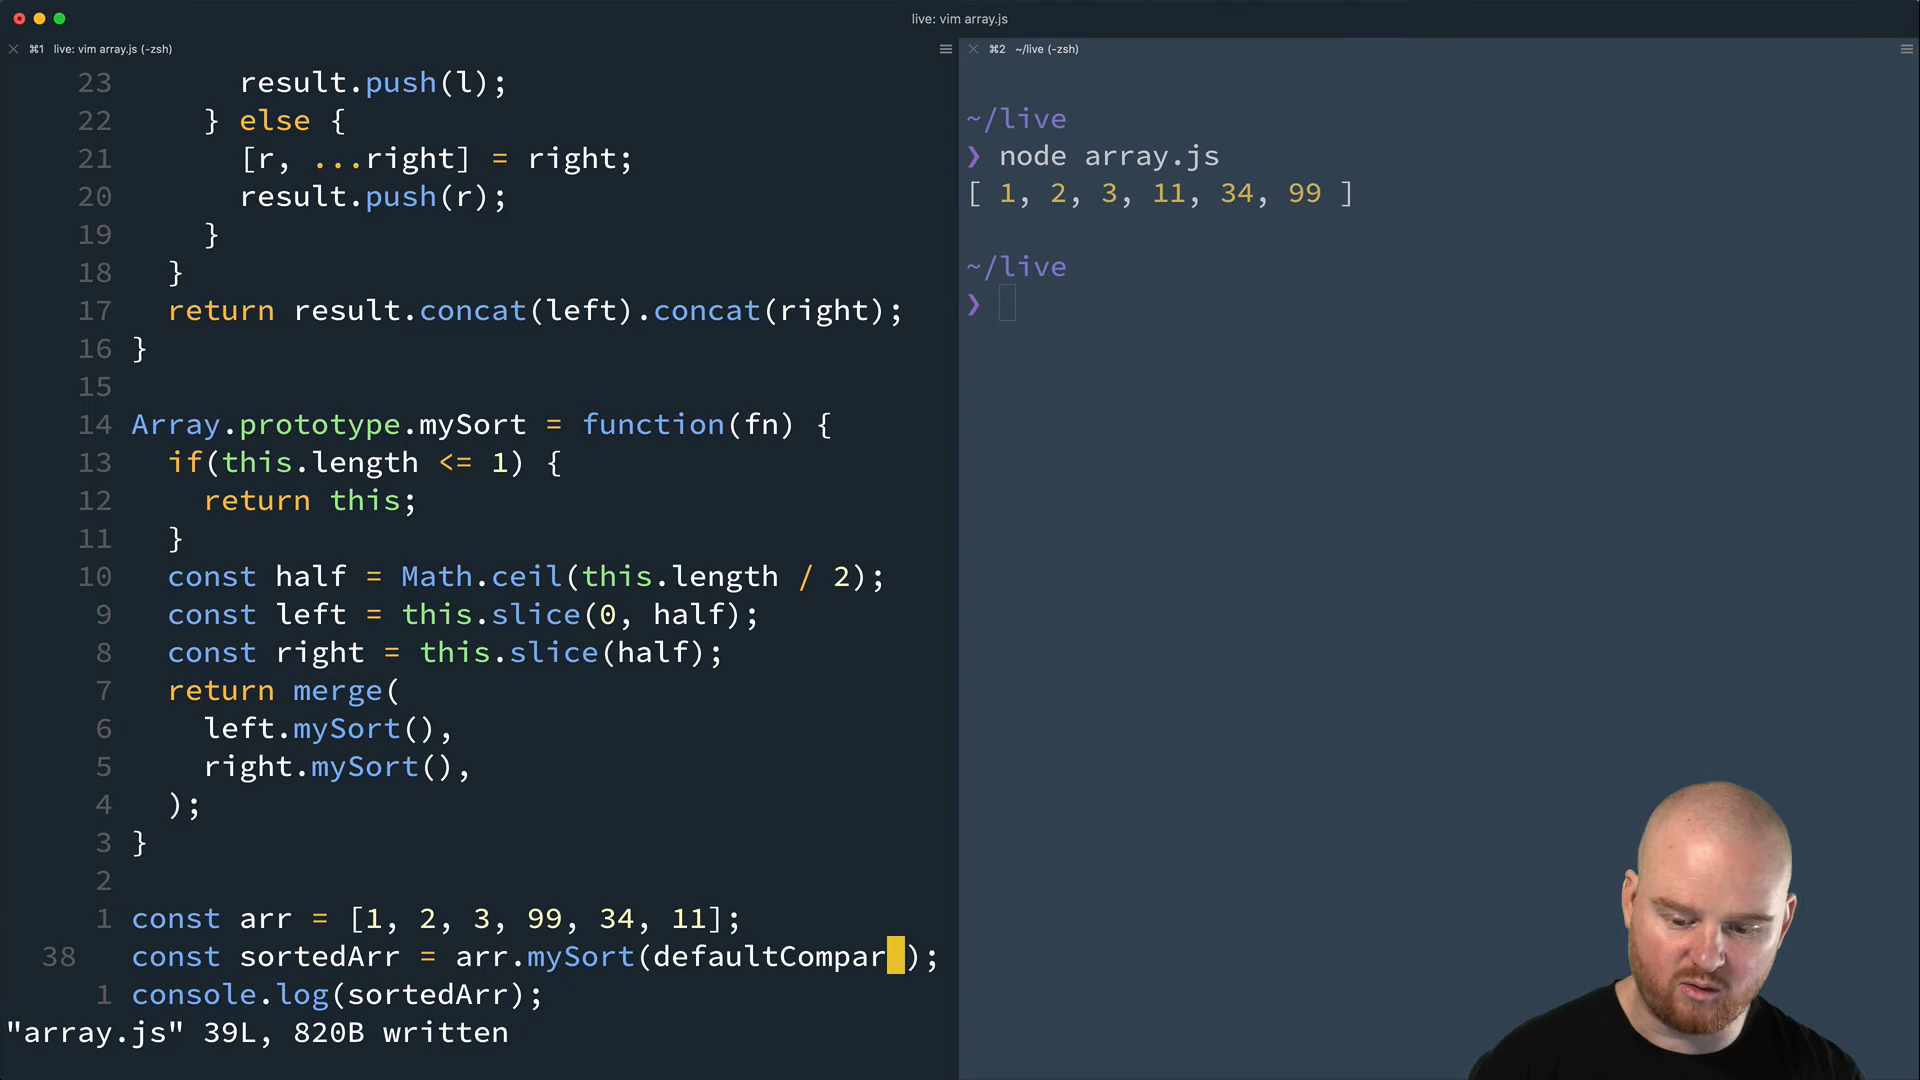 live: vim array.js
⌘1 live: vim array.js (-zsh)
23 result.push(l);
22 } else {
21 [r, ...right] = right;
20 result.push(r);
19 }
18 }
17 return result.concat(left).concat(right);
16 }
15
14 Array.prototype.mySort = function(fn) {
13 if(this.length <= 1) {
12 return this;
11 }
10 const half = Math.ceil(this.length / 2);
9 const left = this.slice(0, half);
8 const right = this.slice(half);
7 return merge(
6 left.mySort(),
5 right.mySort(),
4 );
3 }
2
1 const arr = [1, 2, 3, 99, 34, 11];
38 const sortedArr = arr.mySort(defaultCompar );
1 console.log(sortedArr);
"array.js" 39L, 820B written
⌘2 ~/live (-zsh)
~/live
❯ node array.js
[ 1, 2, 3, 11, 34, 99 ]
~/live
❯